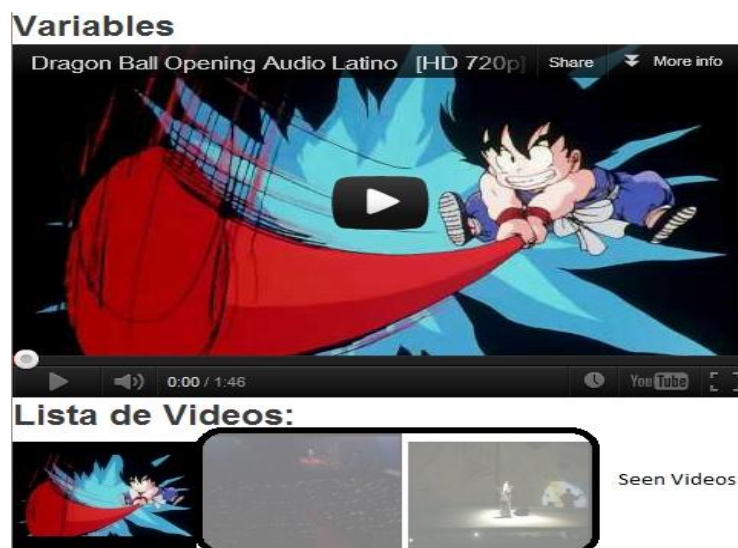 Variables
Dragon Ball Opening Audio Latino [HD 720p]
Share
More info
0:00 / 1:46
YouTube
Lista de Videos:
Seen Videos